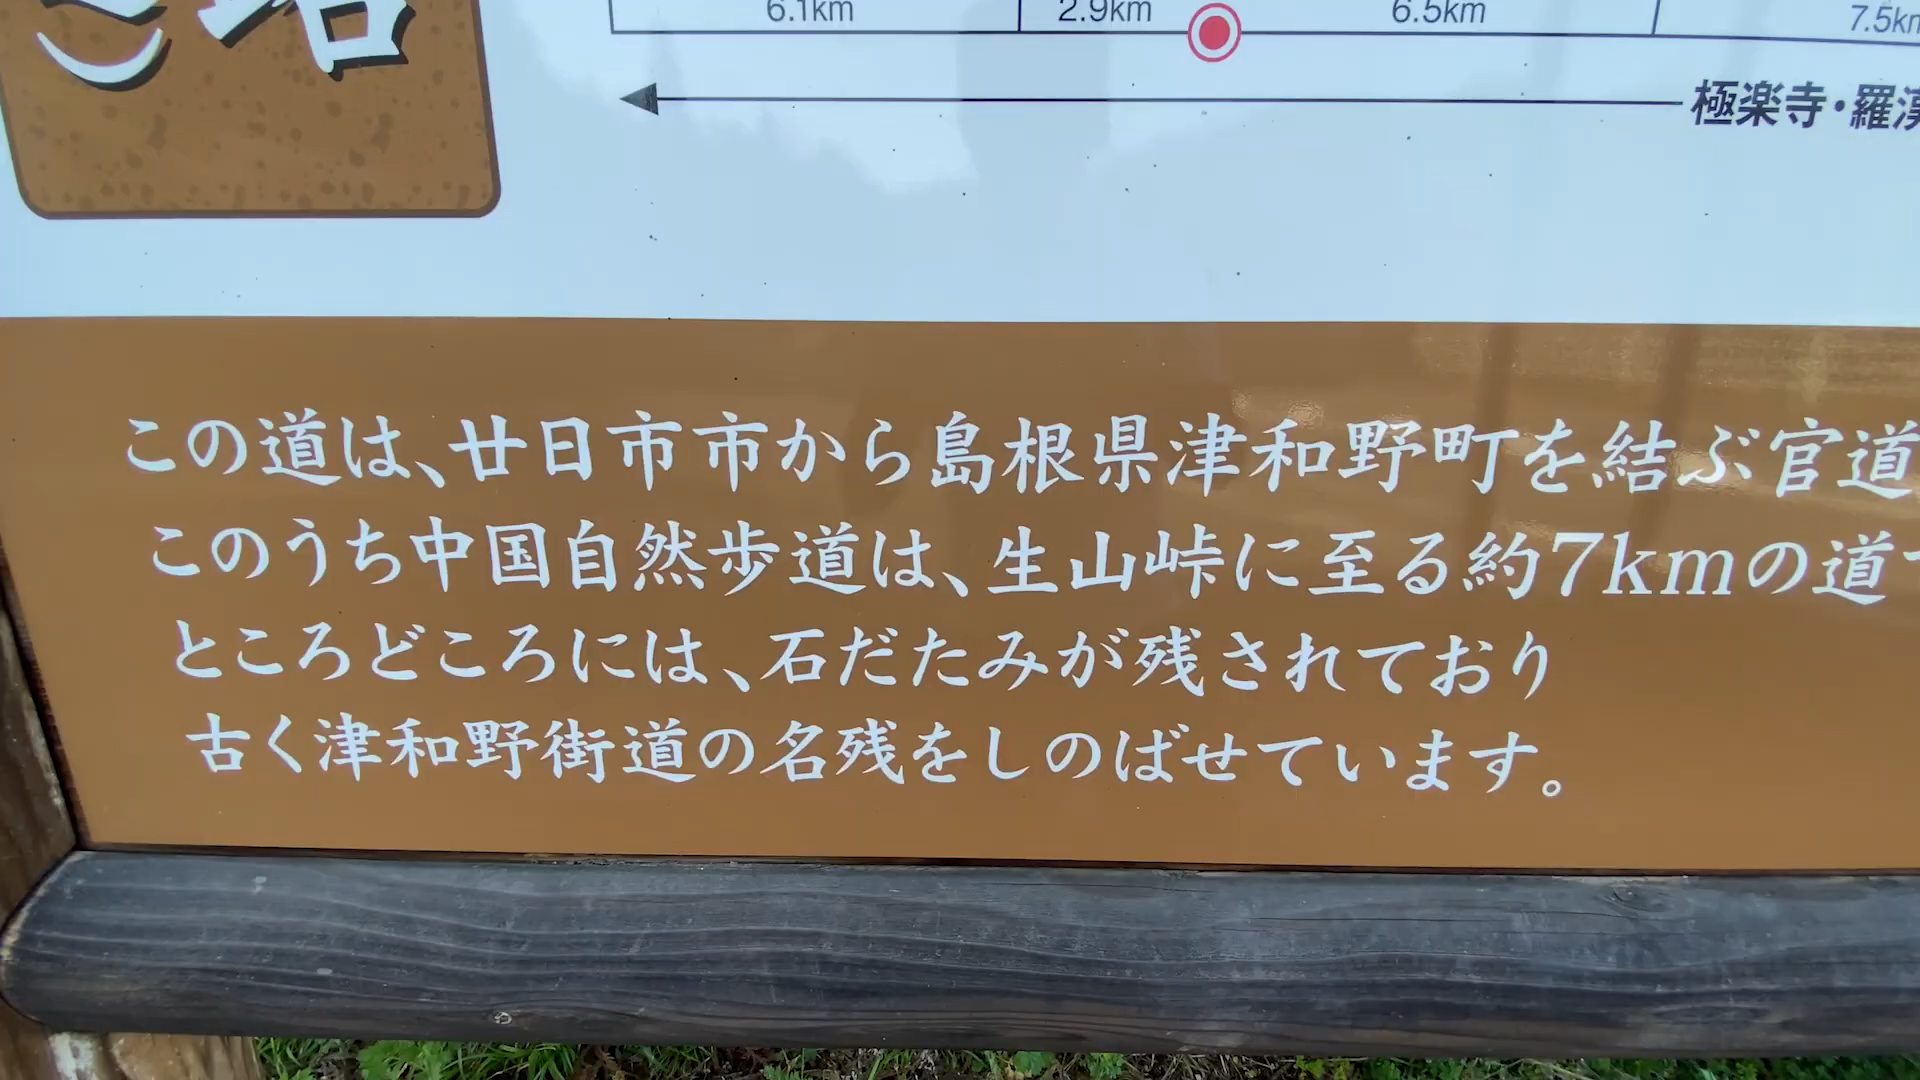 6.1km 2.9km 6.5km 7.5km
極楽寺・羅漢
この道は、廿日市市から島根県津和野町を結ぶ官道
このうち中国自然歩道は、生山峠に至る約7kmの道
ところどころには、石だたみが残されており
古く津和野街道の名残をしのばせています。